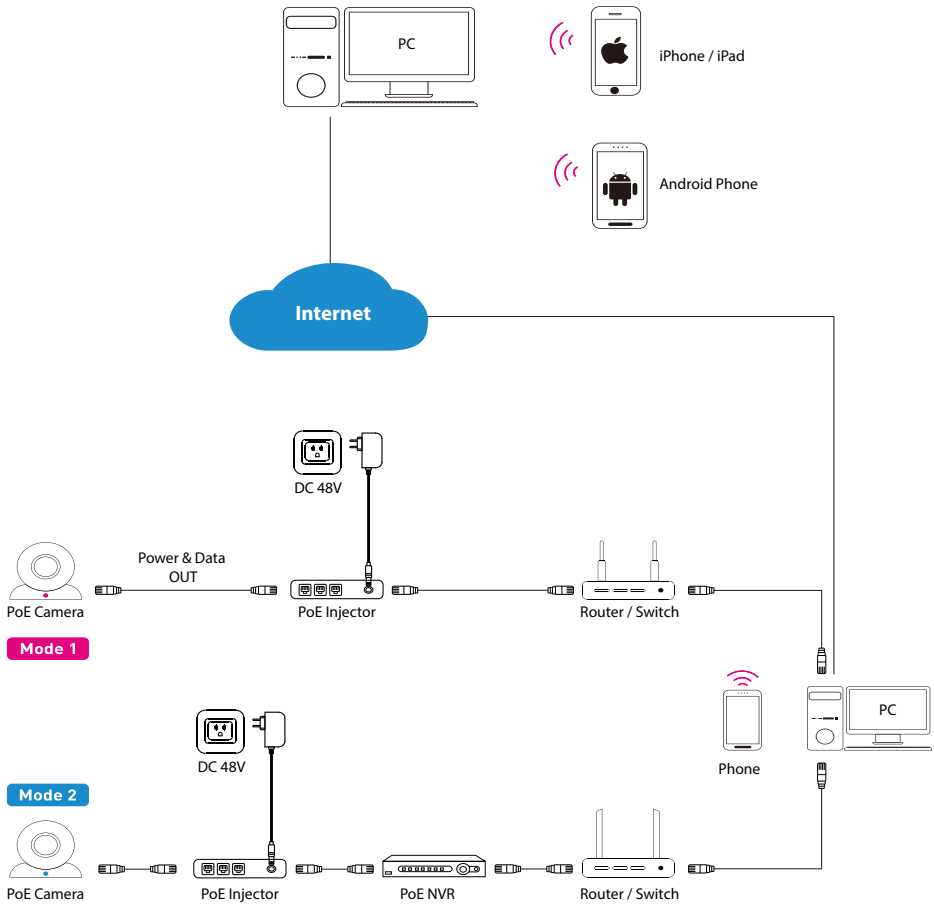 PC
iPhone / iPad
Android Phone
Internet
DC 48V
Power & Data
OUT
PoE Camera
PoE Injector
Router / Switch
Mode 1
PC
DC 48V
Phone
Mode 2
PoE Camera
PoE Injector
PoE NVR
Router / Switch